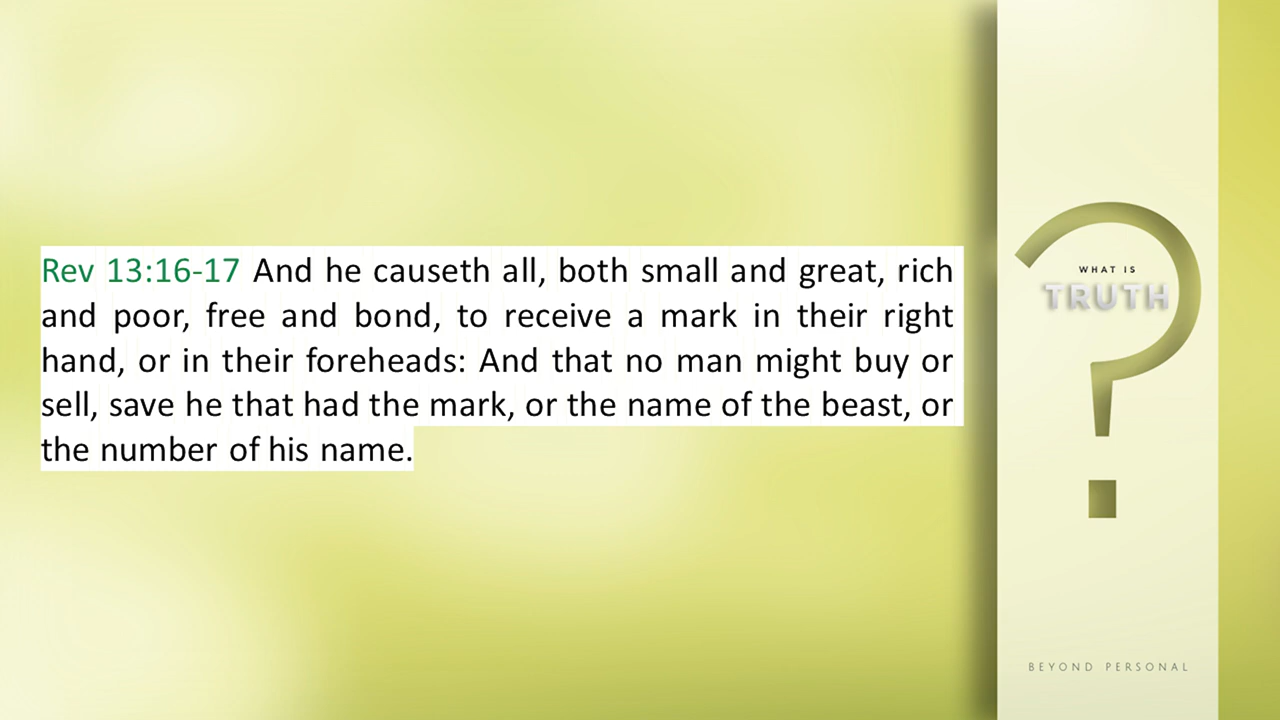 Rev 13:16-17 And he causeth all, both small and great, rich
and poor, free and bond, to receive a mark in their right
hand, or in their foreheads: And that no man might buy or
sell, save he that had the mark, or the name of the beast, or
the number of his name.
WHAT IS
TRUTH
BEYOND PERSONAL